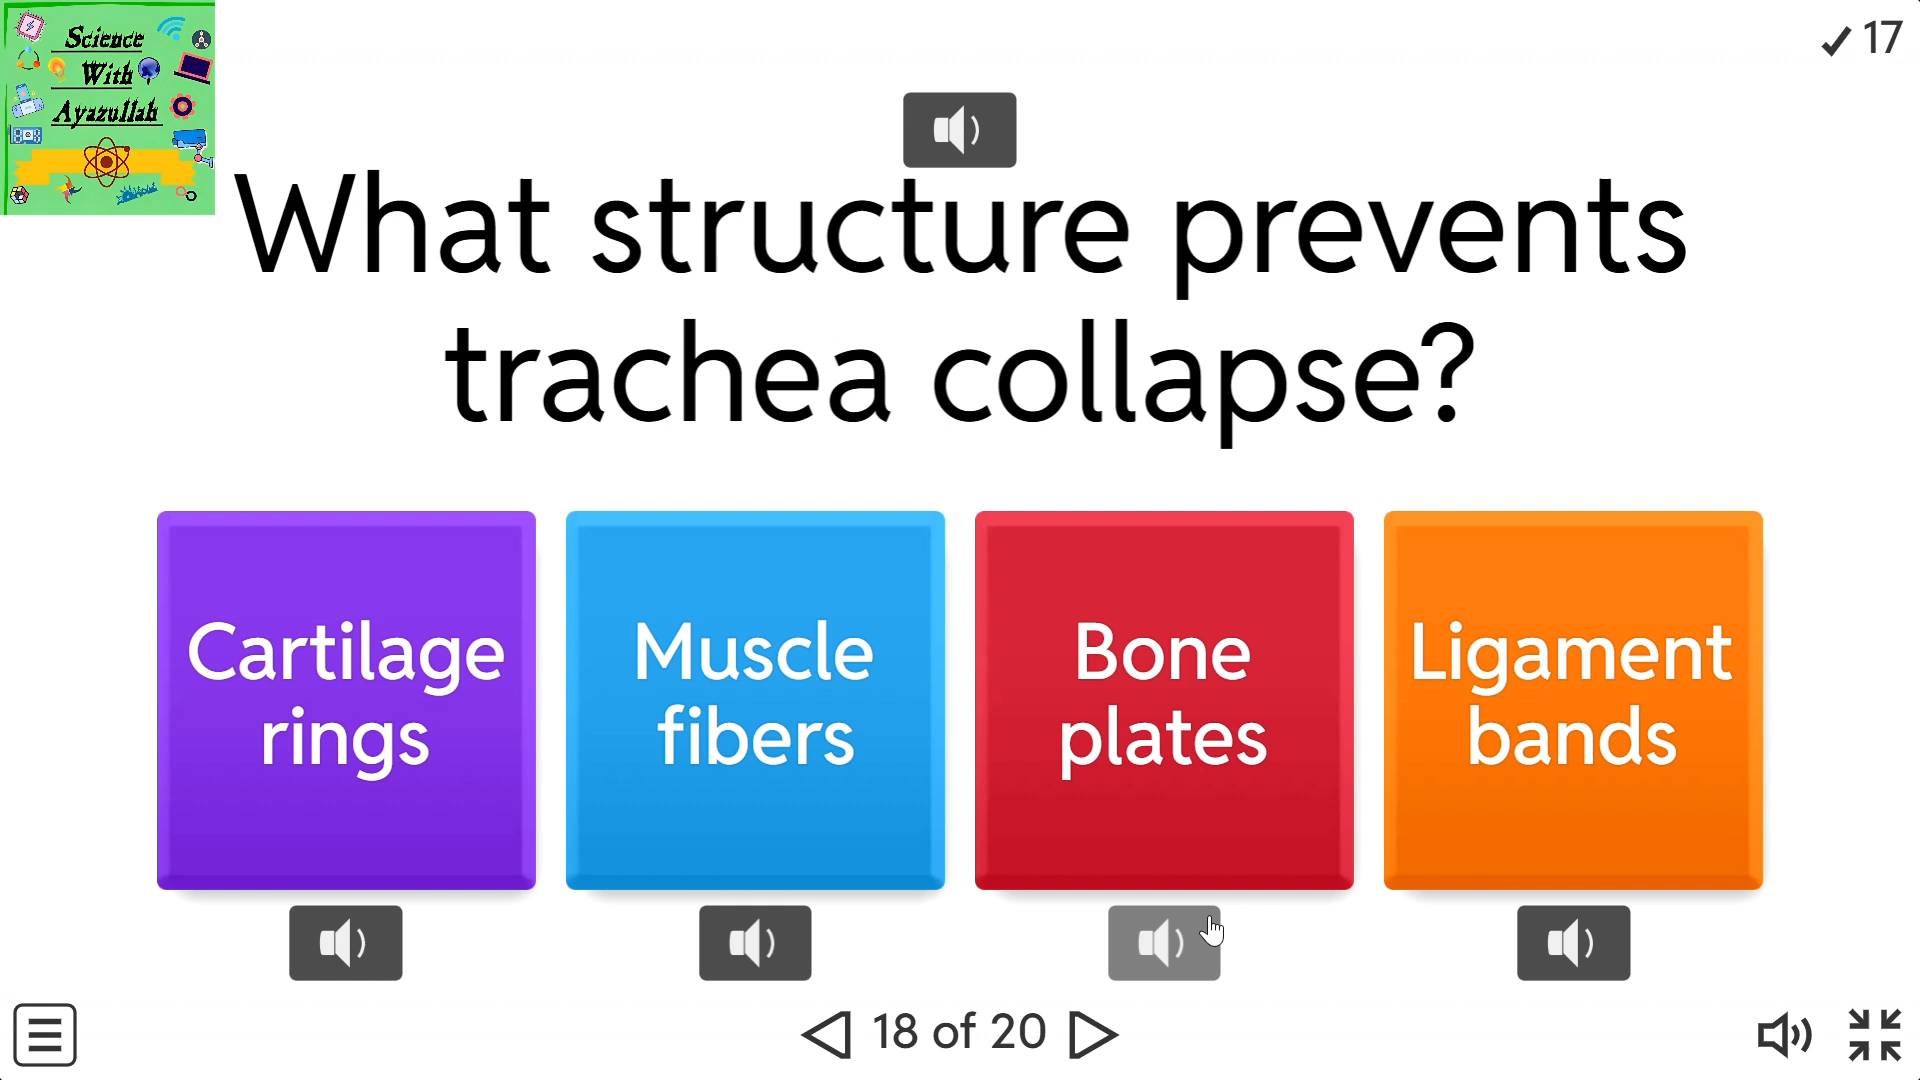 Science
With
Ayazullah
17
What structure prevents
trachea collapse?
Cartilage
rings
Muscle
fibers
Bone
plates
Ligament
bands
18 of 20